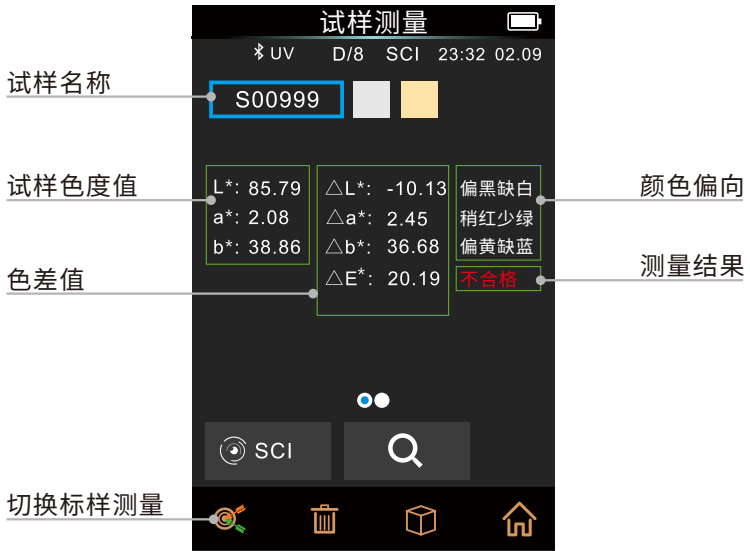 试样测量
UV D/8 SCI 23:32 02.09
试样名称
S00999
试样色度值
L*: 85.79
a*: 2.08
b*: 38.86
△L*: -10.13
△a*: 2.45
△b*: 36.68
△E*: 20.19
偏黑缺白
稍红少绿
偏黄缺蓝
不合格
颜色偏向
测量结果
色差值
SCI
切换标样测量